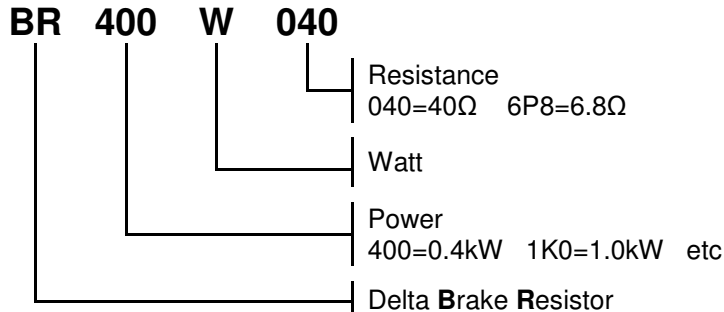 BR 400 W 040
Resistance
040=40Ω 6P8=6.8Ω
Watt
Power
400=0.4kW 1K0=1.0kW etc
Delta Brake Resistor